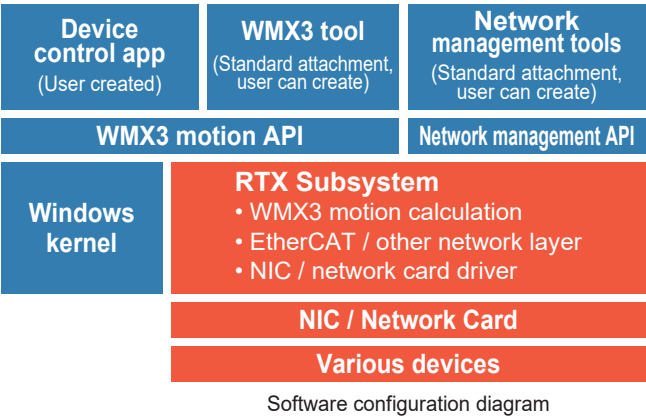 Device
control app
(User created)
WMX3 tool
(Standard attachment,
user can create)
Network
management tools
(Standard attachment,
user can create)
WMX3 motion API
Network management API
Windows
kernel
RTX Subsystem
• WMX3 motion calculation
• EtherCAT / other network layer
• NIC / network card driver
NIC / Network Card
Various devices
Software configuration diagram